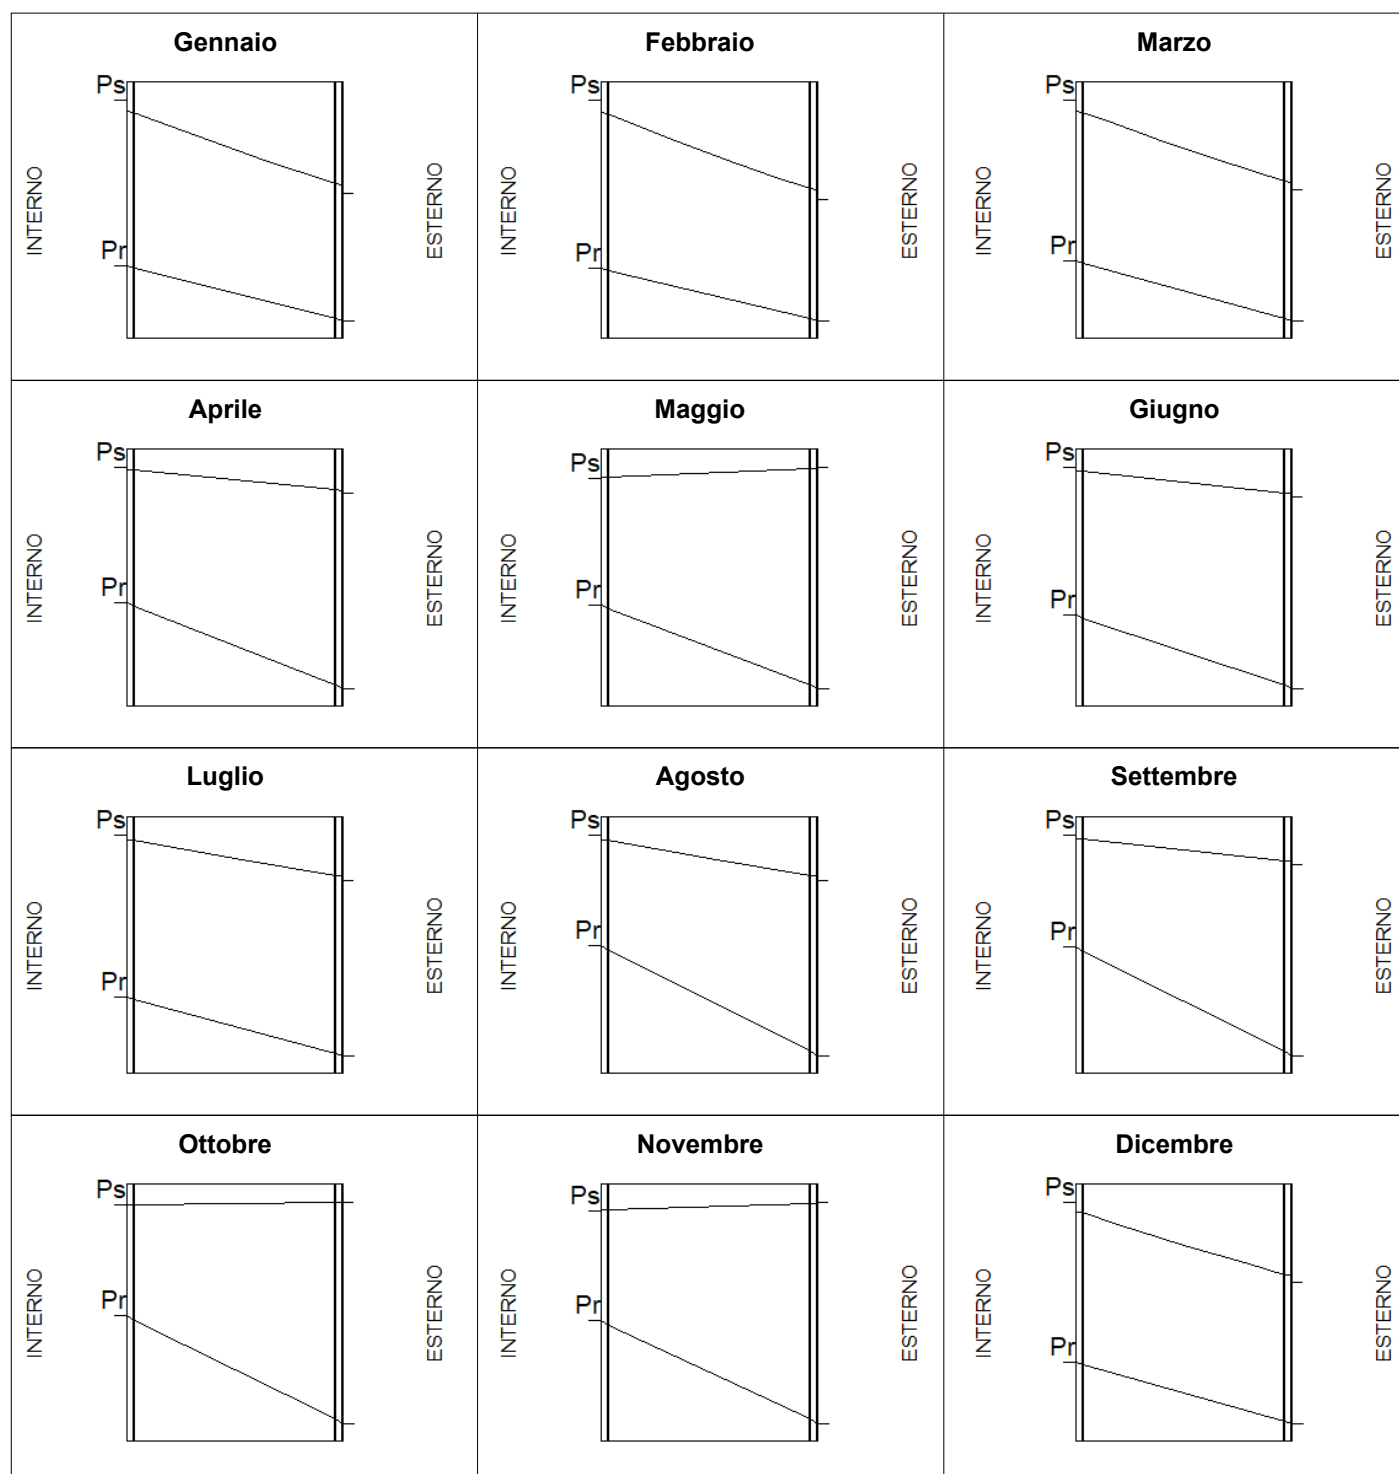 Gennaio
Ps
INTERNO
ESTERNO
Pr
Febbraio
Ps
INTERNO
ESTERNO
Pr
Marzo
Ps
INTERNO
ESTERNO
Pr
Aprile
Ps
INTERNO
ESTERNO
Pr
Maggio
Ps
INTERNO
ESTERNO
Pr
Giugno
Ps
INTERNO
ESTERNO
Pr
Luglio
Ps
INTERNO
ESTERNO
Pr
Agosto
Ps
INTERNO
ESTERNO
Pr
Settembre
Ps
INTERNO
ESTERNO
Pr
Ottobre
Ps
INTERNO
ESTERNO
Pr
Novembre
Ps
INTERNO
ESTERNO
Pr
Dicembre
Ps
INTERNO
ESTERNO
Pr